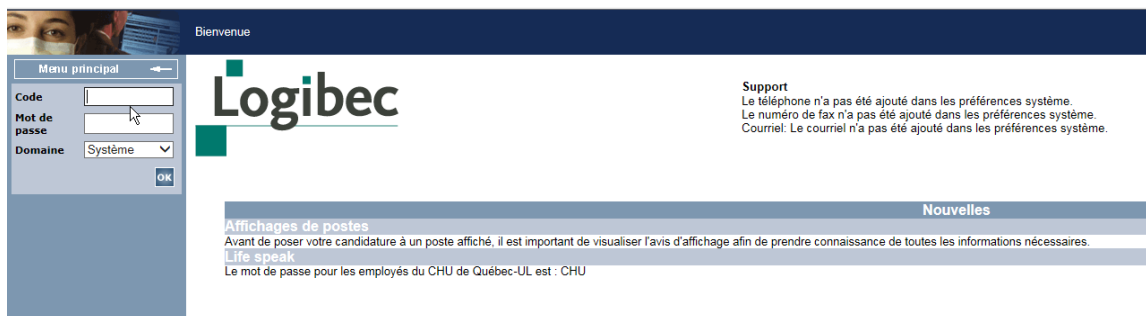 Bienvenue
Menu principal
Code
Mot de
passe
Domaine Système
OK
Logibec
Support
Le téléphone n'a pas été ajouté dans les préférences système.
Le numéro de fax n'a pas été ajouté dans les préférences système.
Courriel: Le courriel n'a pas été ajouté dans les préférences système.
Nouvelles
Affichages de postes
Avant de poser votre candidature à un poste affiché, il est important de visualiser l'avis d'affichage afin de prendre connaissance de toutes les informations nécessaires.
Life speak
Le mot de passe pour les employés du CHU de Québec-UL est : CHU